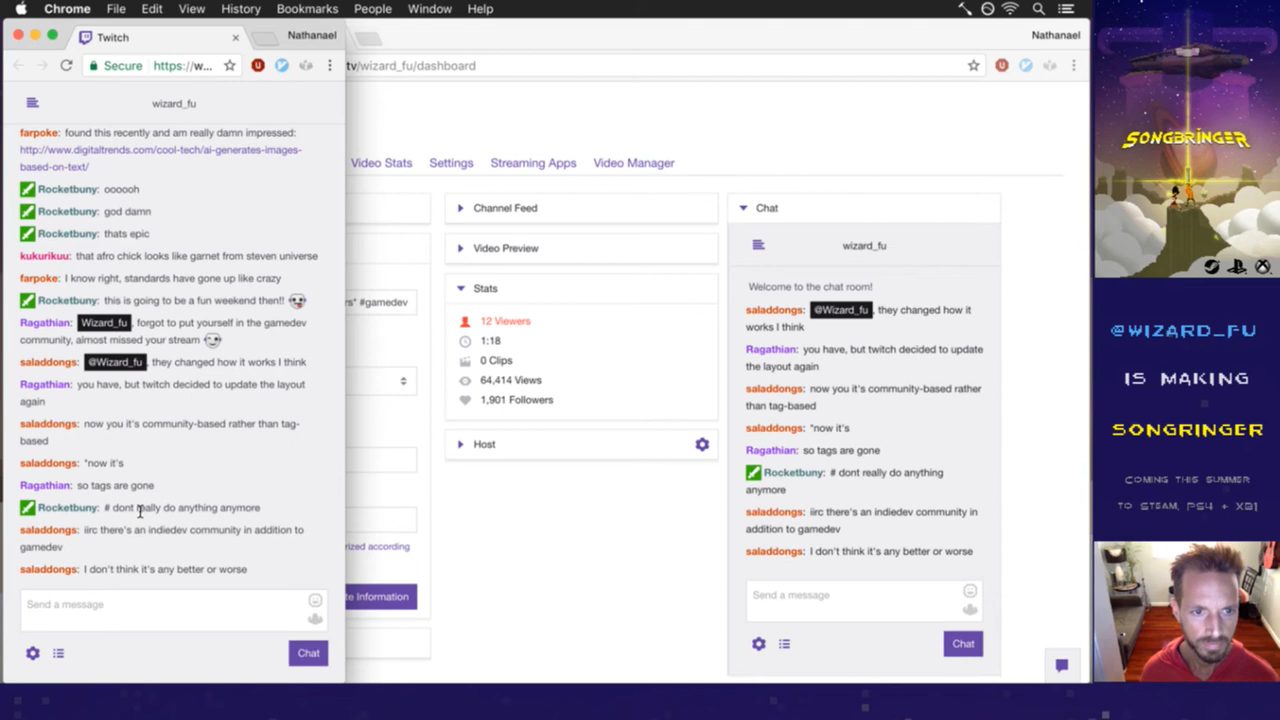 Chrome File Edit View History Bookmarks People Window Help
Twitch
Nathanael
Nathanael
Secure https://w...
tv/wizard_fu/dashboard
wizard_fu
farpoke: found this recently and am really damn impressed:
http://www.digitaltrends.com/cool-tech/ai-generates-images-
based-on-text/
Rocketbuny: oooooh
Rocketbuny: god damn
Rocketbuny: thats epic
kukurikuu: that afro chick looks like garnet from steven universe
farpoke: I know right, standards have gone up like crazy
Rocketbuny: this is going to be a fun weekend then!!
Ragathian: Wizard_fu, forgot to put yourself in the gamedev
community, almost missed your stream
saladdongs: @Wizard_fu, they changed how it works I think
Ragathian: you have, but twitch decided to update the layout
again
saladdongs: now you it's community-based rather than tag-
based
saladdongs: *now it's
Ragathian: so tags are gone
Rocketbuny: # dont really do anything anymore
saladdongs: iirc there's an indiedev community in addition to
gamedev
saladdongs: I don't think it's any better or worse
Send a message
Chat
Video Stats Settings Streaming Apps Video Manager
rs" #gamedev
rized according
te Information
Channel Feed
Video Preview
Stats
12 Viewers
1:18
0 Clips
64,414 Views
1,901 Followers
Host
Chat
wizard_fu
Welcome to the chat room!
saladdongs: @Wizard_fu, they changed how it
works I think
Ragathian: you have, but twitch decided to update
the layout again
saladdongs: now you it's community-based rather
than tag-based
saladdongs: *now it's
Ragathian: so tags are gone
Rocketbuny: # dont really do anything
anymore
saladdongs: iirc there's an indiedev community in
addition to gamedev
saladdongs: I don't think it's any better or worse
Send a message
Chat
SONGBRINGER
@WIZARD_FU
IS MAKING
SONGRINGER
COMING THIS SUMMER
TO STEAM, PS4 + XB1